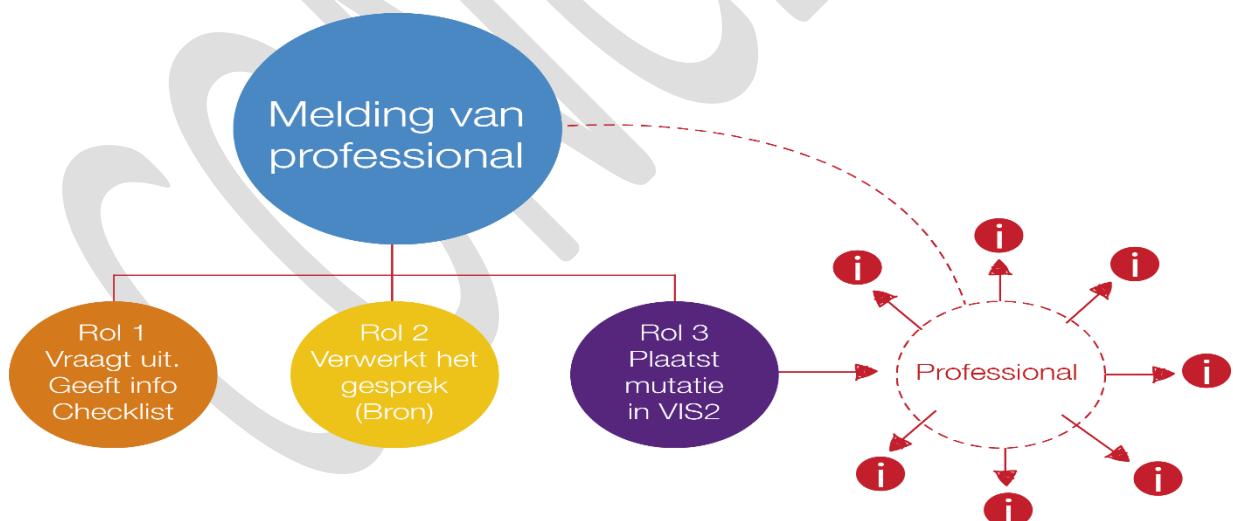 Melding van
professional
Rol 1
Vraagt uit.
Geeft info
Checklist
Rol 2
Verwerkt het
gesprek
(Bron)
Rol 3
Plaatst
mutatie
in VIS2
Professional
i
i
i
i
i
i
i
i